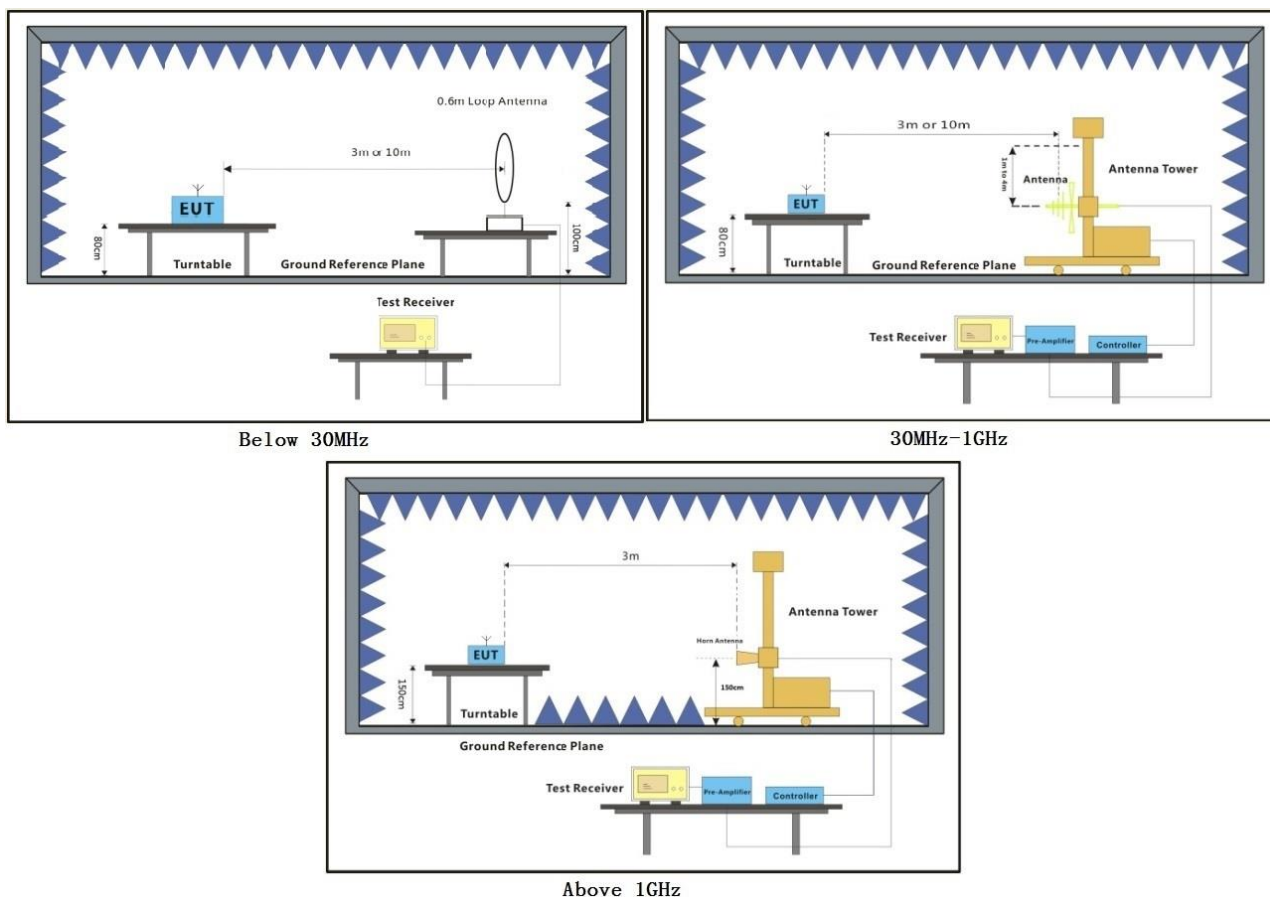 0.6m Loop Antenna
3m or 10m
EUT
80cm
100cm
Turntable
Ground Reference Plane
Test Receiver
Below 30MHz
3m or 10m
1m to 4m
Antenna
Antenna Tower
EUT
80cm
Turntable
Ground Reference Plane
Test Receiver
Pre-Amplifier
Controller
30MHz-1GHz
3m
Antenna Tower
Horn Antenna
EUT
150cm
150cm
Turntable
Ground Reference Plane
Test Receiver
Pre-Amplifier
Controller
Above 1GHz